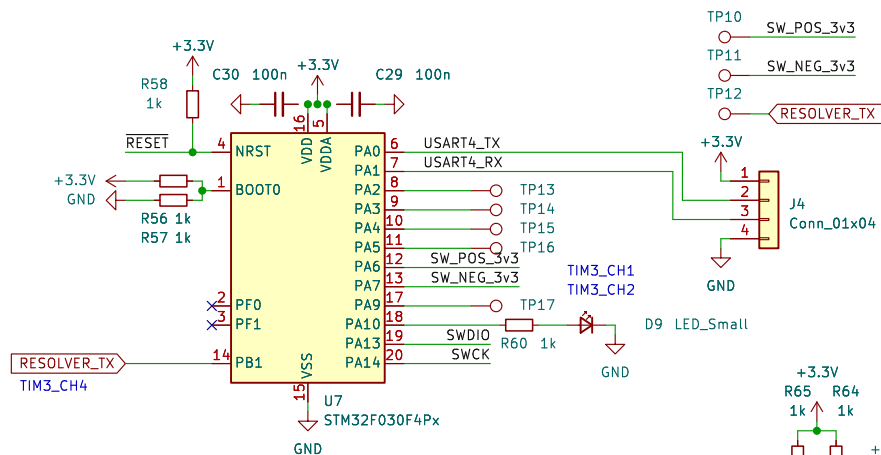 TP10
SW_POS_3v3
TP11
SW_NEG_3v3
TP12
RESOLVER_TX
+3.3V
R58
1k
C30 100n
+3.3V
C29 100n
RESET
4 NRST
16 VDD
5 VDDA
PA0 6 USART4_TX
PA1 7 USART4_RX
+3.3V
1
2
3
4
J4
Conn_01x04
GND
+3.3V
GND
1 BOOT0
R56 1k
R57 1k
PA2 8 TP13
PA3 9 TP14
PA4 10 TP15
PA5 11 TP16
PA6 12 SW_POS_3v3
PA7 13 SW_NEG_3v3
TIM3_CH1
TIM3_CH2
2 PF0
3 PF1
PA9 17 TP17
PA10 18
R60 1k
D9 LED_Small
GND
PA13 19 SWDIO
PA14 20 SWCK
RESOLVER_TX
14 PB1
TIM3_CH4
VSS
15
U7
STM32F030F4Px
GND
+3.3V
R65 R64
1k 1k
+